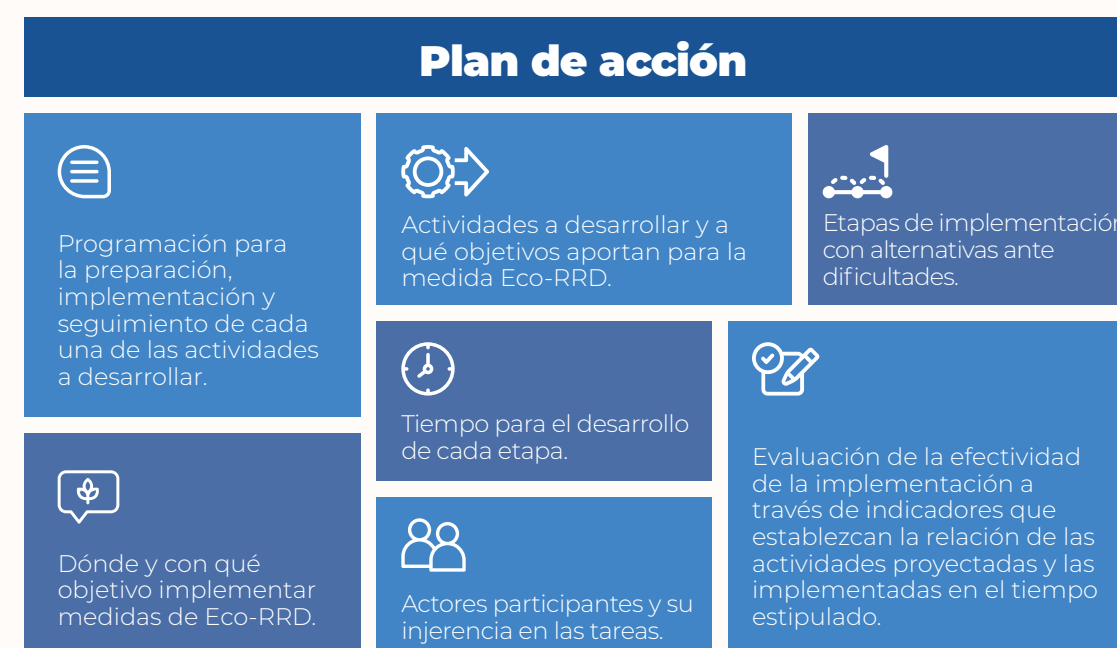 Plan de acción
Programación para
la preparación,
implementación y
seguimiento de cada
una de las actividades
a desarrollar.
Dónde y con qué
objetivo implementar
medidas de Eco-RRD.
Actividades a desarrollar y a
qué objetivos aportan para la
medida Eco-RRD.
Etapas de implementación
con alternativas ante
dificultades.
Tiempo para el desarrollo
de cada etapa.
Actores participantes y su
injerencia en las tareas.
Evaluación de la efectividad
de la implementación a
través de indicadores que
establezcan la relación de las
actividades proyectadas y las
implementadas en el tiempo
estipulado.